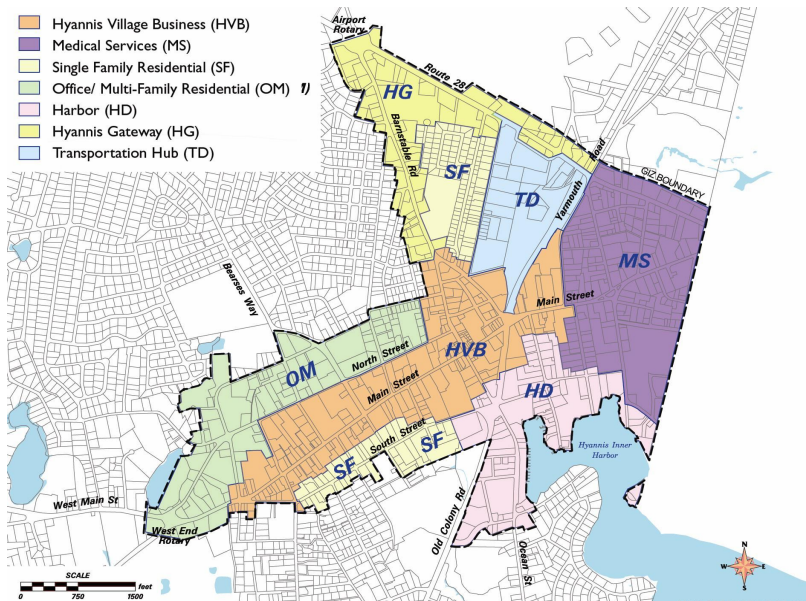 Hyannis Village Business (HVB)
Medical Services (MS)
Single Family Residential (SF)
Office/ Multi-Family Residential (OM) 1)
Harbor (HD)
Hyannis Gateway (HG)
Transportation Hub (TD)
Airport
Rotary
Route 28
HG
Barnstable Rd
SF
TD
Yarmouth
Road
GIZ BOUNDARY
MS
Bearses Way
Main Street
OM
North Street
HVB
Main Street
HD
South Street
SF
SF
Hyannis Inner
Harbor
West Main St
West End
Rotary
Old Colony Rd
Ocean St
SCALE
feet
0 750 1500
N
W E
S